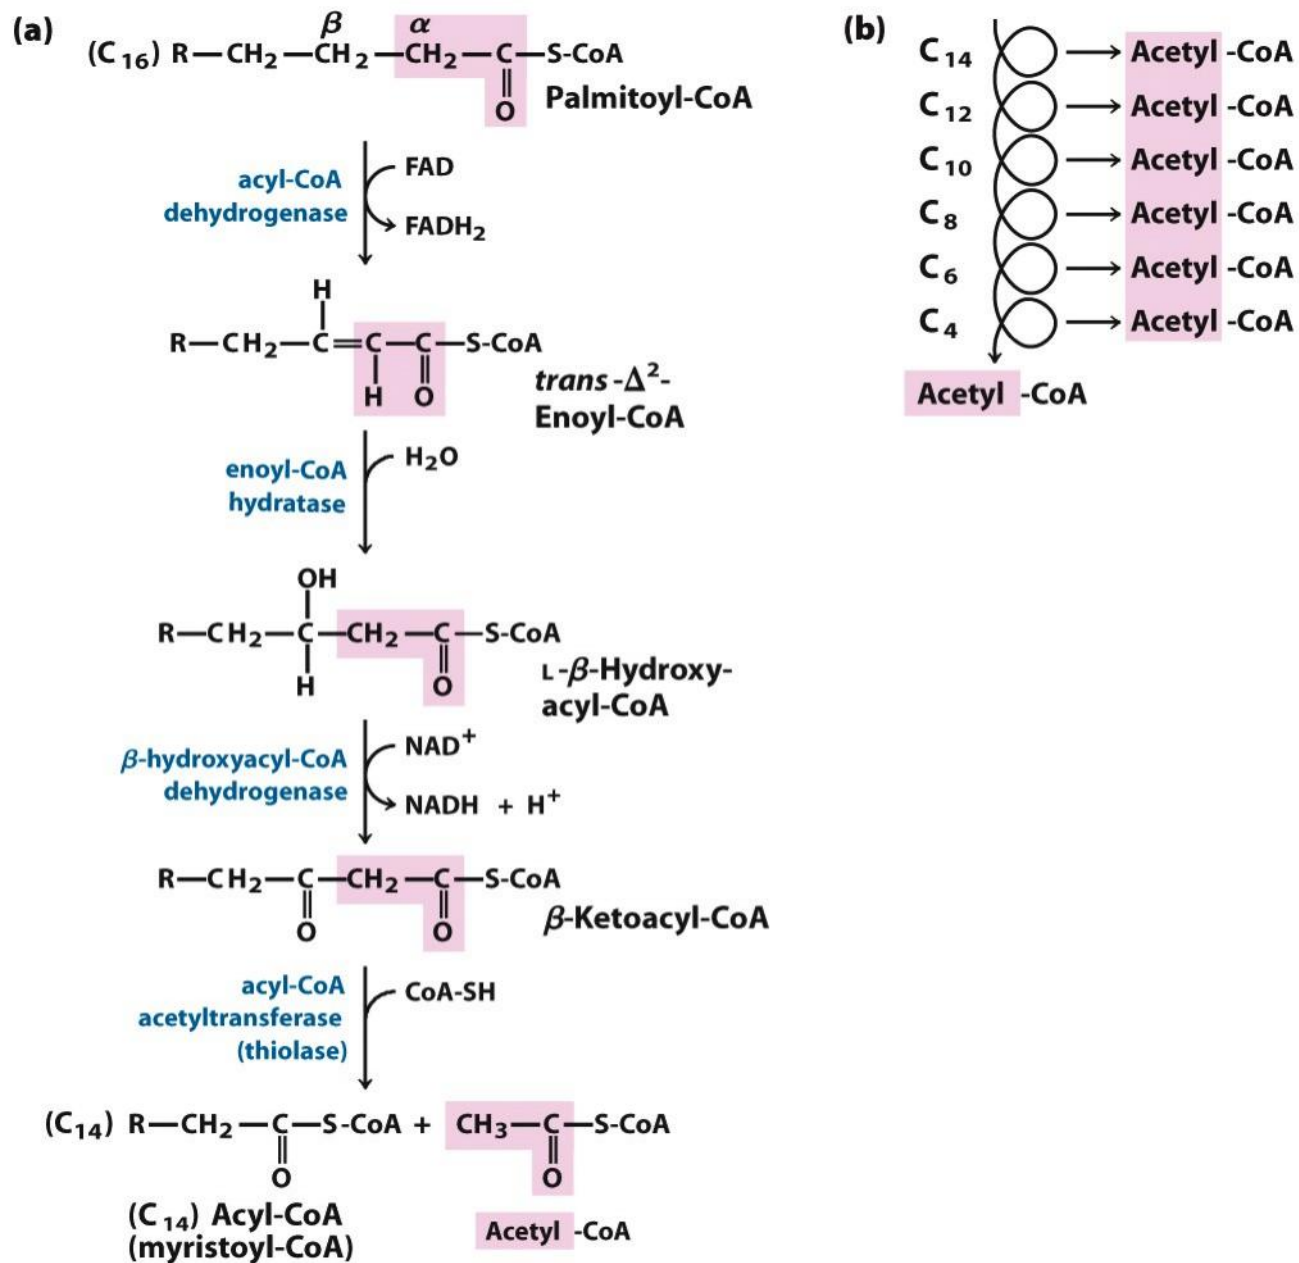 (a)
β α
(C₁₆) R—CH₂—CH₂—CH₂—C—S-CoA
O
Palmitoyl-CoA
acyl-CoA
dehydrogenase
FAD
FADH₂
H
R—CH₂—C=C—C—S-CoA
H O
trans-Δ²-
Enoyl-CoA
enoyl-CoA
hydratase
H₂O
OH
R—CH₂—C—CH₂—C—S-CoA
H O
L-β-Hydroxy-
acyl-CoA
β-hydroxyacyl-CoA
dehydrogenase
NAD⁺
NADH + H⁺
R—CH₂—C—CH₂—C—S-CoA
O O
β-Ketoacyl-CoA
acyl-CoA
acetyltransferase
(thiolase)
CoA-SH
(C₁₄) R—CH₂—C—S-CoA + CH₃—C—S-CoA
O O
(C₁₄) Acyl-CoA
(myristoyl-CoA)
Acetyl -CoA
(b)
C₁₄ Acetyl -CoA
C₁₂ Acetyl -CoA
C₁₀ Acetyl -CoA
C₈ Acetyl -CoA
C₆ Acetyl -CoA
C₄ Acetyl -CoA
Acetyl -CoA